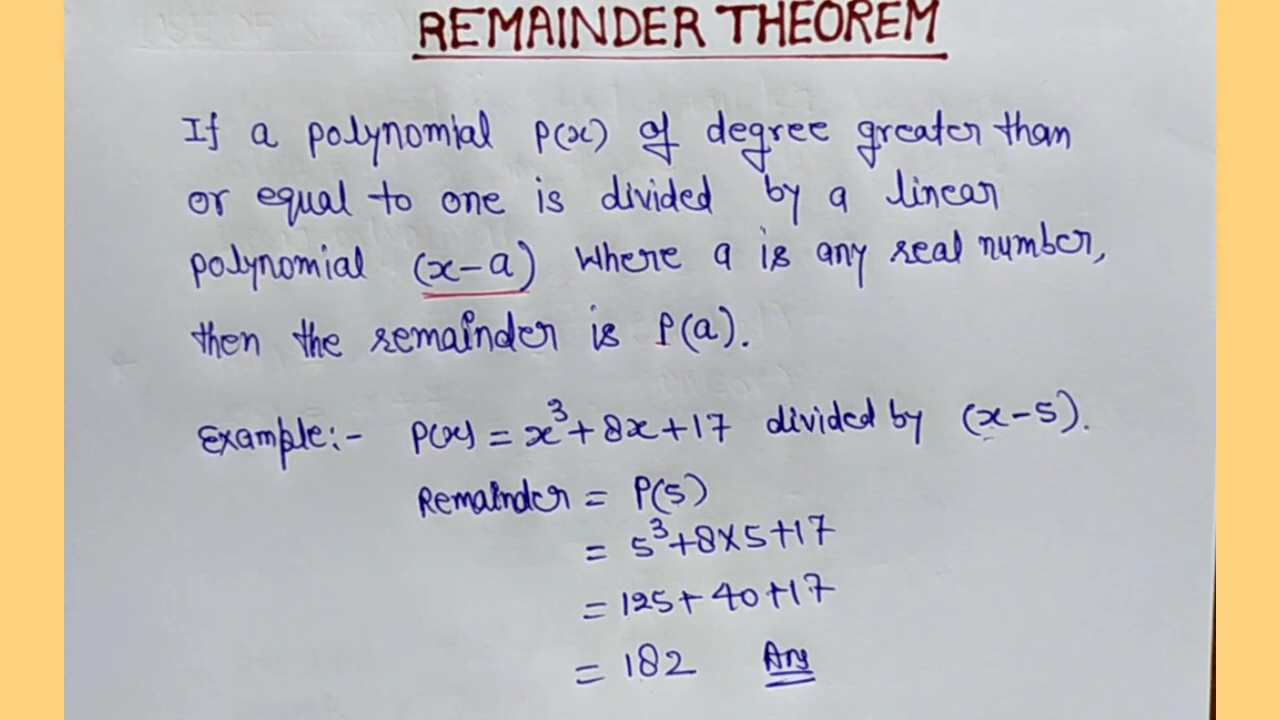 REMAINDER THEOREM
If a polynomial P(x) of degree greater than
or equal to one is divided by a linear
polynomial (x-a) where a is any real number,
then the remainder is P(a).
Example:- P(x) = x³+8x+17 divided by (x-5).
Remainder = P(5)
= 5³+8×5+17
= 125+40+17
= 182 Ans